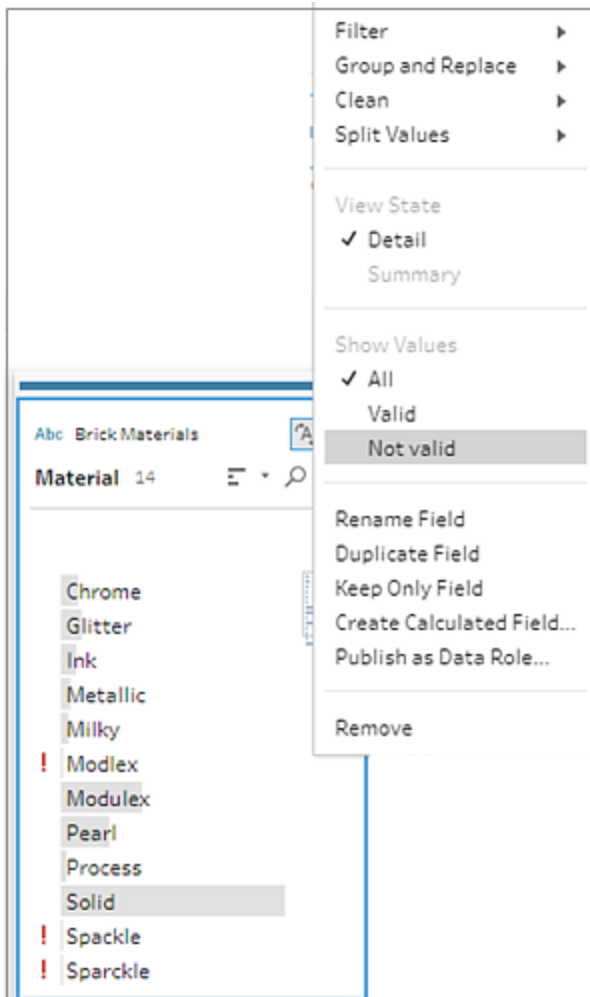 Filter
Group and Replace
Clean
Split Values
View State
✓ Detail
Summary
Show Values
✓ All
Valid
Not valid
Rename Field
Duplicate Field
Keep Only Field
Create Calculated Field...
Publish as Data Role...
Remove
Abc Brick Materials
Material 14
Chrome
Glitter
Ink
Metallic
Milky
! Modlex
Modulex
Pearl
Process
Solid
! Spackle
! Sparckle